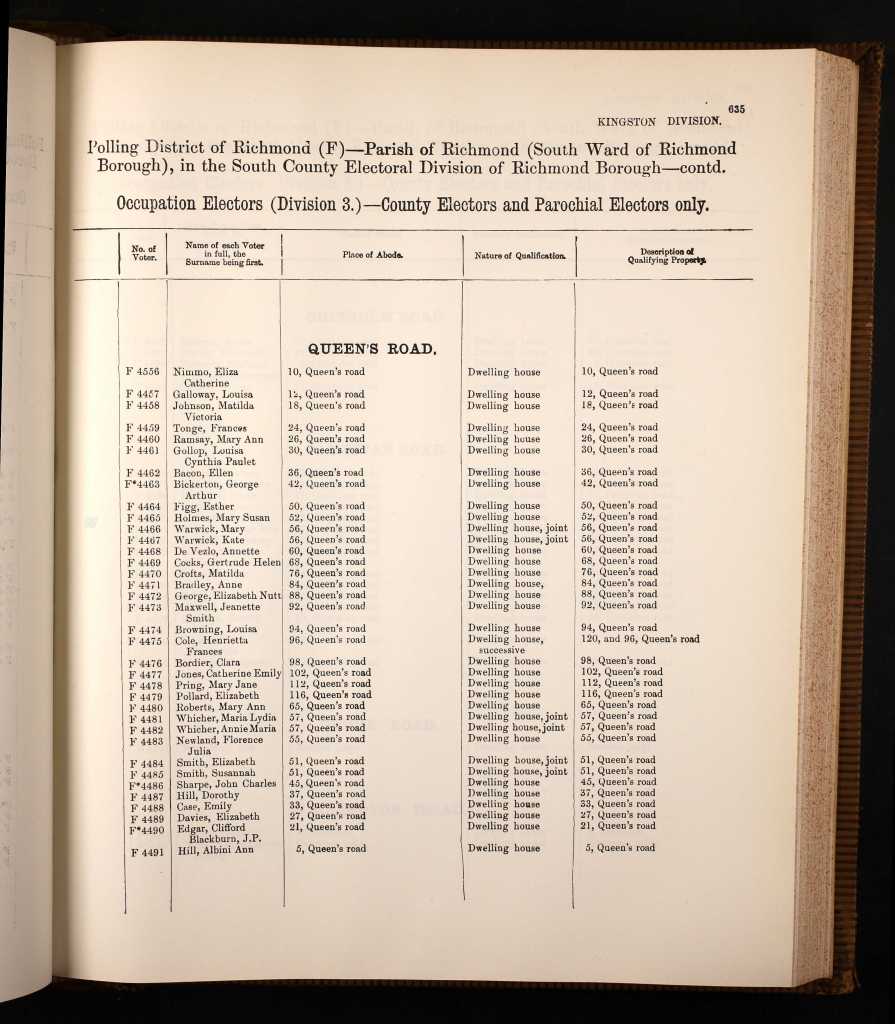 635
KINGSTON DIVISION.
Polling District of Richmond (F)—Parish of Richmond (South Ward of Richmond
Borough), in the South County Electoral Division of Richmond Borough—contd.
Occupation Electors (Division 3.)—County Electors and Parochial Electors only.
No. of Voter. Name of each Voter in full, the Surname being first. Place of Abode. Nature of Qualification. Description of Qualifying Property.
QUEEN'S ROAD.
F 4556 Nimmo, Eliza 10, Queen's road Dwelling house 10, Queen's road
Catherine
F 4457 Galloway, Louisa 12, Queen's road Dwelling house 12, Queen's road
F 4458 Johnson, Matilda 18, Queen's road Dwelling house 18, Queen's road
Victoria
F 4459 Tonge, Frances 24, Queen's road Dwelling house 24, Queen's road
F 4460 Ramsay, Mary Ann 26, Queen's road Dwelling house 26, Queen's road
F 4461 Gollop, Louisa 30, Queen's road Dwelling house 30, Queen's road
Cynthia Paulet
F 4462 Bacon, Ellen 36, Queen's road Dwelling house 36, Queen's road
F*4463 Bickerton, George 42, Queen's road Dwelling house 42, Queen's road
Arthur
F 4464 Figg, Esther 50, Queen's road Dwelling house 50, Queen's road
F 4465 Holmes, Mary Susan 52, Queen's road Dwelling house 52, Queen's road
F 4466 Warwick, Mary 56, Queen's road Dwelling house, joint 56, Queen's road
F 4467 Warwick, Kate 56, Queen's road Dwelling house, joint 56, Queen's road
F 4468 De Vezlo, Annette 60, Queen's road Dwelling house 60, Queen's road
F 4469 Cocks, Gertrude Helen 68, Queen's road Dwelling house 68, Queen's road
F 4470 Crofts, Matilda 76, Queen's road Dwelling house 76, Queen's road
F 4471 Bradley, Anne 84, Queen's road Dwelling house, 84, Queen's road
F 4472 George, Elizabeth Nutt 88, Queen's road Dwelling house 88, Queen's road
F 4473 Maxwell, Jeanette 92, Queen's road Dwelling house 92, Queen's road
Smith
F 4474 Browning, Louisa 94, Queen's road Dwelling house 94, Queen's road
F 4475 Cole, Henrietta 96, Queen's road Dwelling house, 120, and 96, Queen's road
Frances successive
F 4476 Bordier, Clara 98, Queen's road Dwelling house 98, Queen's road
F 4477 Jones, Catherine Emily 102, Queen's road Dwelling house 102, Queen's road
F 4478 Pring, Mary Jane 112, Queen's road Dwelling house 112, Queen's road
F 4479 Pollard, Elizabeth 116, Queen's road Dwelling house 116, Queen's road
F 4480 Roberts, Mary Ann 65, Queen's road Dwelling house 65, Queen's road
F 4481 Whicher, Maria Lydia 57, Queen's road Dwelling house, joint 57, Queen's road
F 4482 Whicher, Annie Maria 57, Queen's road Dwelling house, joint 57, Queen's road
F 4483 Newland, Florence 55, Queen's road Dwelling house 55, Queen's road
Julia
F 4484 Smith, Elizabeth 51, Queen's road Dwelling house, joint 51, Queen's road
F 4485 Smith, Susannah 51, Queen's road Dwelling house, joint 51, Queen's road
F*4486 Sharpe, John Charles 45, Queen's road Dwelling house 45, Queen's road
F 4487 Hill, Dorothy 37, Queen's road Dwelling house 37, Queen's road
F 4488 Case, Emily 33, Queen's road Dwelling house 33, Queen's road
F 4489 Davies, Elizabeth 27, Queen's road Dwelling house 27, Queen's road
F*4490 Edgar, Clifford 21, Queen's road Dwelling house 21, Queen's road
Blackburn, J.P.
F 4491 Hill, Albini Ann 5, Queen's road Dwelling house 5, Queen's road